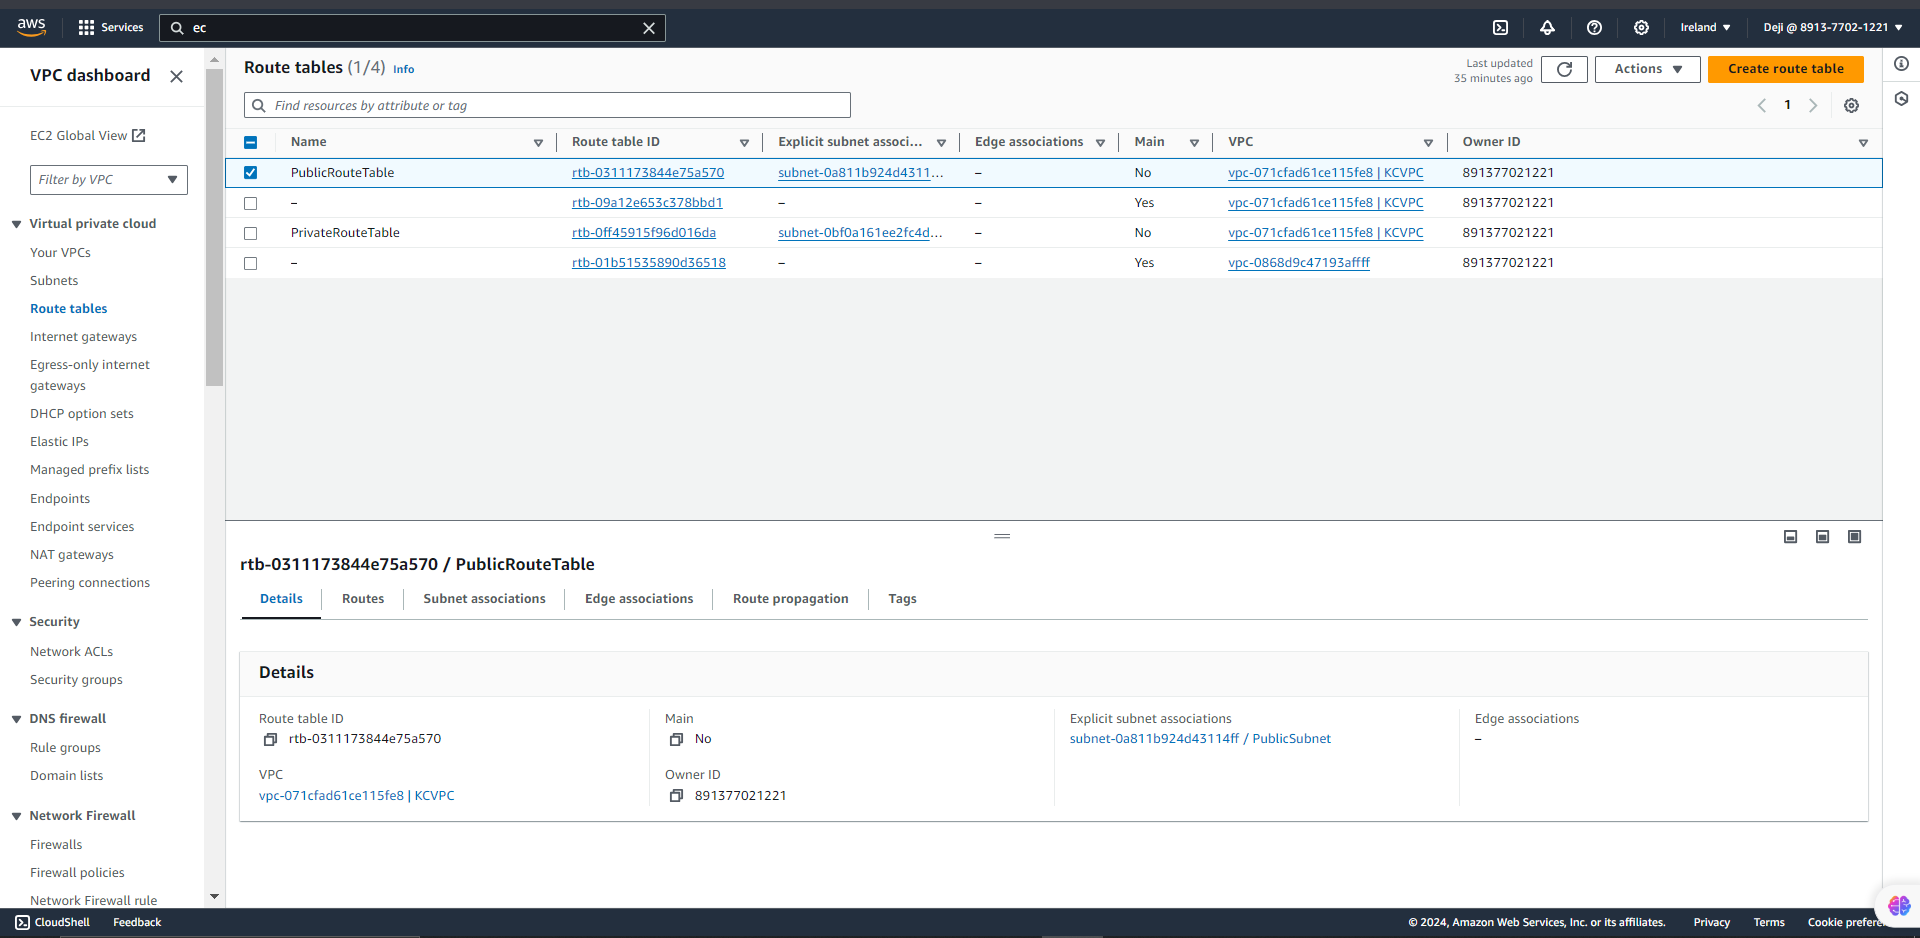 aws Services ec Ireland Deji @ 8913-7702-1221
VPC dashboard
EC2 Global View
Filter by VPC
Virtual private cloud
Your VPCs
Subnets
Route tables
Internet gateways
Egress-only internet
gateways
DHCP option sets
Elastic IPs
Managed prefix lists
Endpoints
Endpoint services
NAT gateways
Peering connections
Security
Network ACLs
Security groups
DNS firewall
Rule groups
Domain lists
Network Firewall
Firewalls
Firewall policies
Network Firewall rule
Route tables (1/4) Info
Last updated
35 minutes ago
Actions
Create route table
Find resources by attribute or tag
1
Name Route table ID Explicit subnet associ... Edge associations Main VPC Owner ID
PublicRouteTable rtb-0311173844e75a570 subnet-0a811b924d4311... – No vpc-071cfad61ce115fe8 | KCVPC 891377021221
– rtb-09a12e653c378bbd1 – – Yes vpc-071cfad61ce115fe8 | KCVPC 891377021221
PrivateRouteTable rtb-0ff45915f96d016da subnet-0bf0a161ee2fc4d... – No vpc-071cfad61ce115fe8 | KCVPC 891377021221
– rtb-01b51535890d36518 – – Yes vpc-0868d9c47193affff 891377021221
rtb-0311173844e75a570 / PublicRouteTable
Details Routes Subnet associations Edge associations Route propagation Tags
Details
Route table ID
rtb-0311173844e75a570
Main
No
Explicit subnet associations
subnet-0a811b924d43114ff / PublicSubnet
Edge associations
–
VPC
vpc-071cfad61ce115fe8 | KCVPC
Owner ID
891377021221
CloudShell Feedback © 2024, Amazon Web Services, Inc. or its affiliates. Privacy Terms Cookie prefere